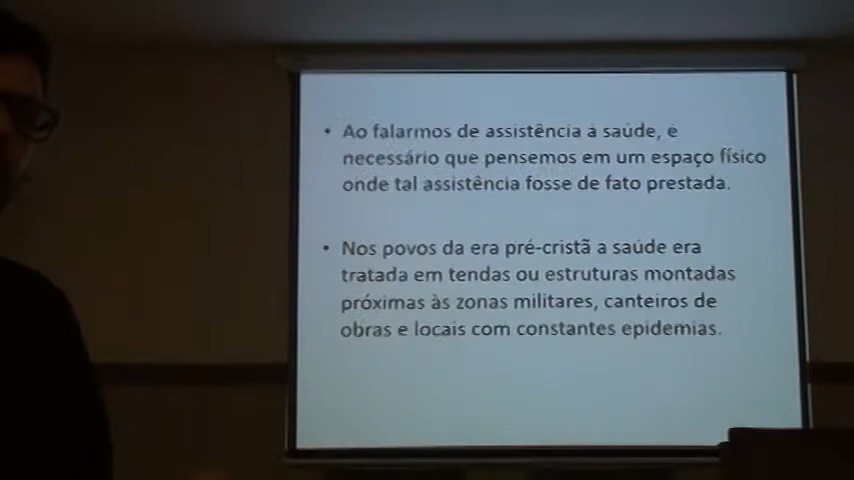 • Ao falarmos de assistência à saúde, é
necessário que pensemos em um espaço físico
onde tal assistência fosse de fato prestada.
• Nos povos da era pré-cristã a saúde era
tratada em tendas ou estruturas montadas
próximas às zonas militares, canteiros de
obras e locais com constantes epidemias.